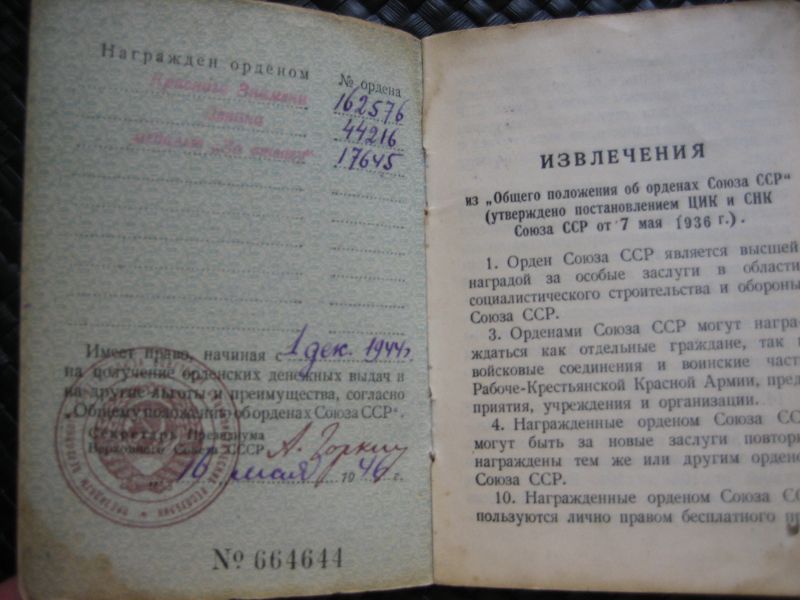 Награжден орденом
№ ордена
Красного Знамени 162576
Ленина 44216
медалью „За отвагу" 17645
Имеет право, начиная с 1 дек. 1944г.
на получение орденских денежных выдач и
на другие льготы и преимущества, согласно
„Общему положению об орденах Союза ССР".
Секретарь Президиума
Верховного Совета СССР А. Горкин
16 мая 1946 г.
№ 664644
ИЗВЛЕЧЕНИЯ
из „Общего положения об орденах Союза ССР"
(утверждено постановлением ЦИК и СНК
Союза ССР от 7 мая 1936 г.).
1. Орден Союза ССР является высшей
наградой за особые заслуги в области
социалистического строительства и обороны
Союза ССР.
3. Орденами Союза ССР могут награ-
ждаться как отдельные граждане, так
войсковые соединения и воинские част
Рабоче-Крестьянской Красной Армии, пред
приятия, учреждения и организации.
4. Награжденные орденом Союза СС
могут быть за новые заслуги повторн
награждены тем же или другим ордено
Союза ССР.
10. Награжденные орденом Союза СС
пользуются лично правом бесплатного пр